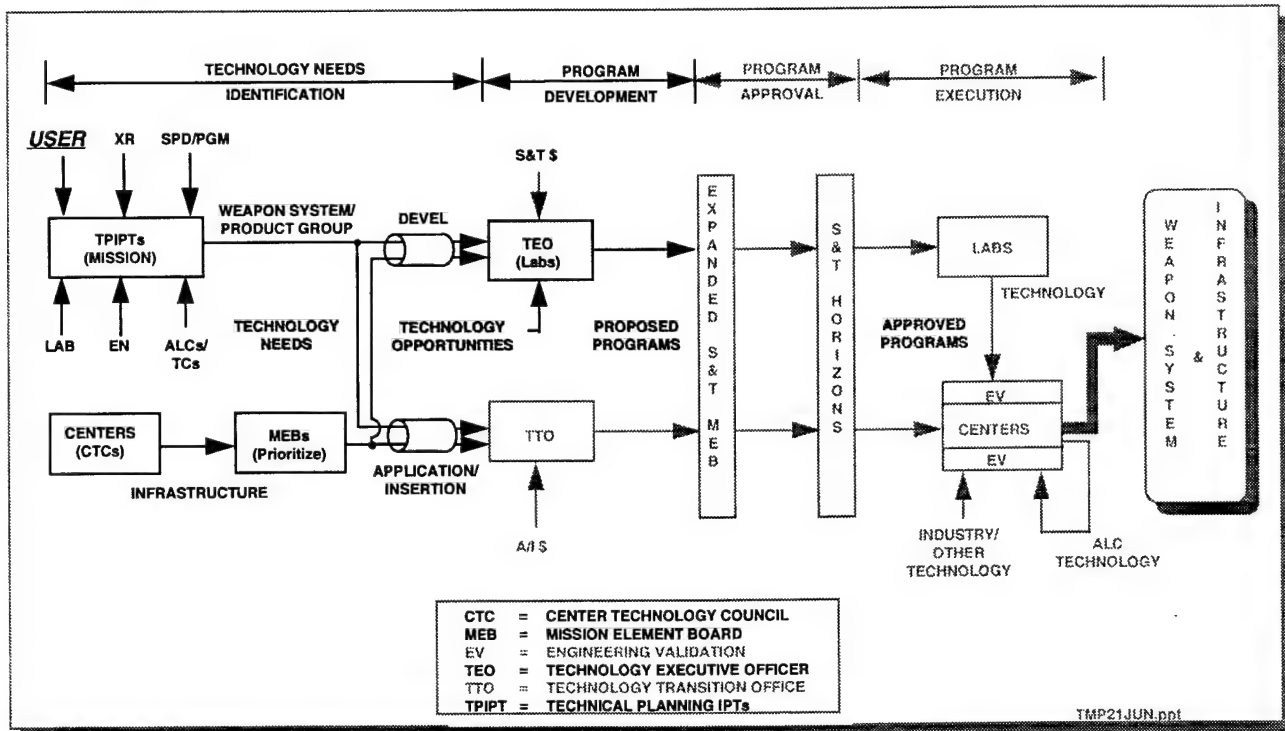 TECHNOLOGY NEEDS
IDENTIFICATION
PROGRAM
DEVELOPMENT
PROGRAM
APPROVAL
PROGRAM
EXECUTION
USER
XR
SPD/PGM
S&T $
WEAPON SYSTEM/
PRODUCT GROUP
DEVEL
TPIPTs
(MISSION)
TEO
(Labs)
EXPANDED S&T MEB
S&T HORIZONS
LABS
WEAPON SYSTEM
&
INFRASTRUCTURE
TECHNOLOGY
LAB
EN
ALCs/
TCs
TECHNOLOGY
NEEDS
TECHNOLOGY
OPPORTUNITIES
PROPOSED
PROGRAMS
APPROVED
PROGRAMS
CENTERS
(CTCs)
MEBs
(Prioritize)
TTO
EV
CENTERS
EV
INFRASTRUCTURE
APPLICATION/
INSERTION
A/I $
INDUSTRY/
OTHER
TECHNOLOGY
ALC
TECHNOLOGY
CTC = CENTER TECHNOLOGY COUNCIL
MEB = MISSION ELEMENT BOARD
EV = ENGINEERING VALIDATION
TEO = TECHNOLOGY EXECUTIVE OFFICER
TTO = TECHNOLOGY TRANSITION OFFICE
TPIPT = TECHNICAL PLANNING IPTs
TMP21JUN.ppt